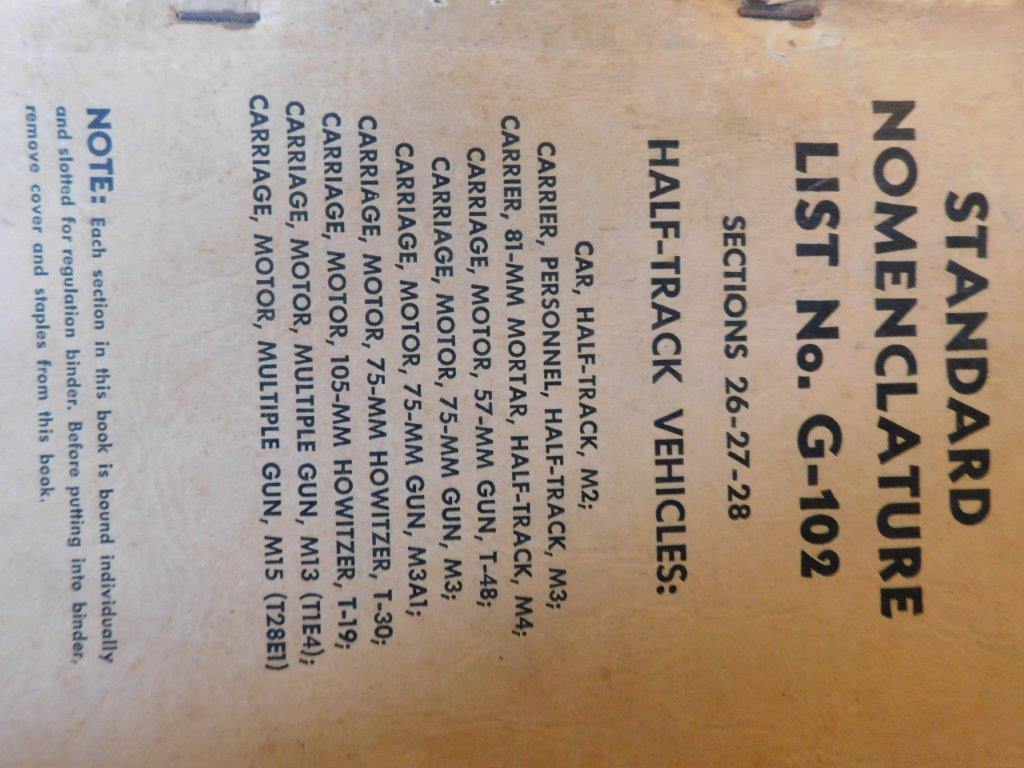 STANDARD
NOMENCLATURE
LIST No. G-102
SECTIONS 26-27-28
HALF-TRACK VEHICLES:
CAR, HALF-TRACK, M2;
CARRIER, PERSONNEL, HALF-TRACK, M3;
CARRIER, 81-MM MORTAR, HALF-TRACK, M4;
CARRIAGE, MOTOR, 57-MM GUN, T-48;
CARRIAGE, MOTOR, 75-MM GUN, M3;
CARRIAGE, MOTOR, 75-MM GUN, M3A1;
CARRIAGE, MOTOR, 75-MM HOWITZER, T-30;
CARRIAGE, MOTOR, 105-MM HOWITZER, T-19;
CARRIAGE, MOTOR, MULTIPLE GUN, M13 (T1E4);
CARRIAGE, MOTOR, MULTIPLE GUN, M15 (T28E1)
NOTE: Each section in this book is bound individually
and slotted for regulation binder. Before putting into binder,
remove cover and staples from this book.